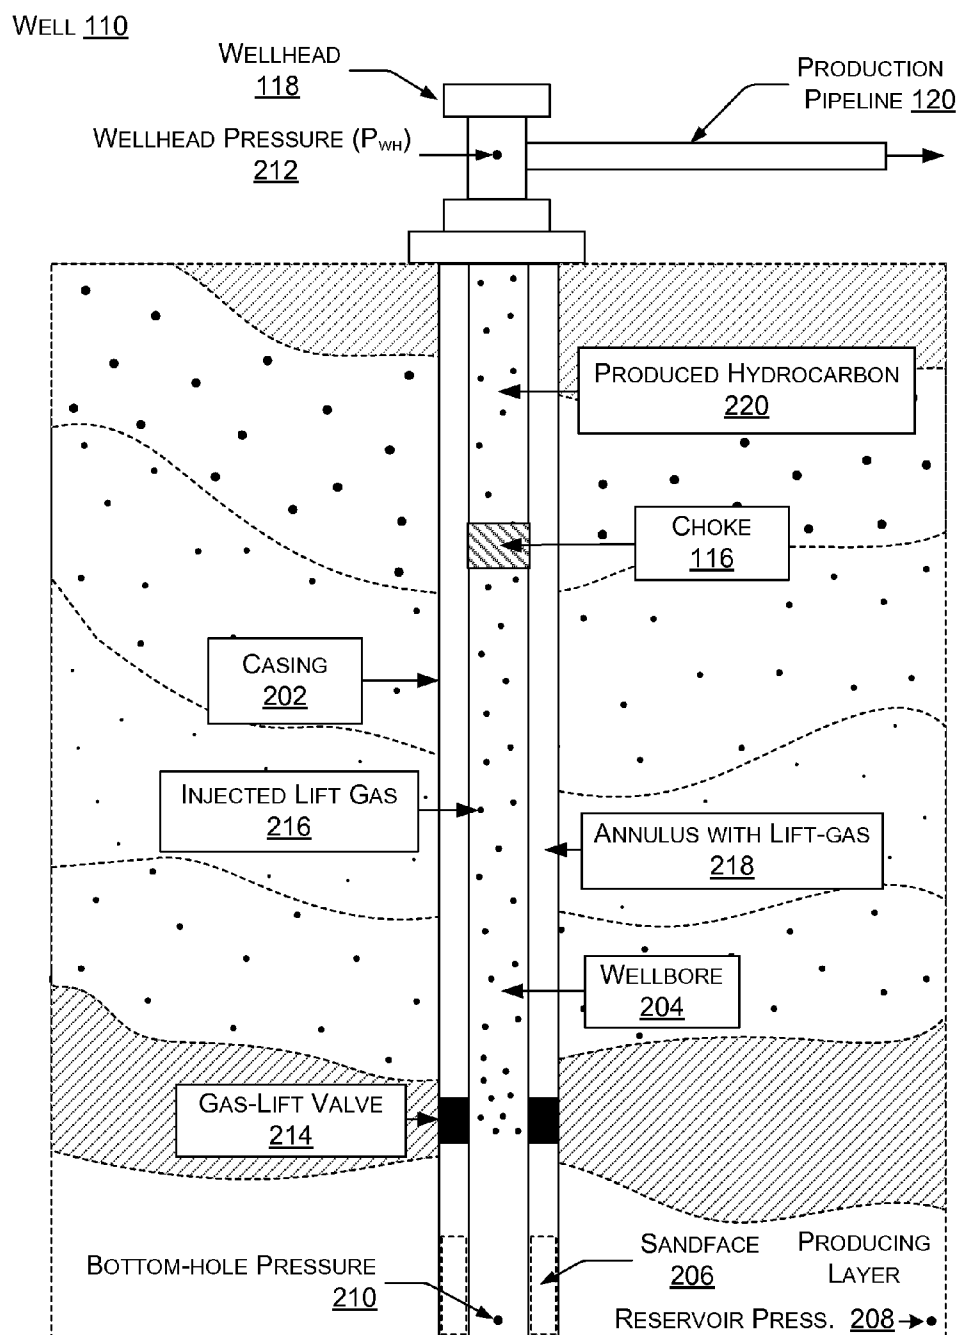 WELL 110
WELLHEAD
118
PRODUCTION
PIPELINE 120
WELLHEAD PRESSURE (PWH)
212
PRODUCED HYDROCARBON
220
CHOKE
116
CASING
202
INJECTED LIFT GAS
216
ANNULUS WITH LIFT-GAS
218
WELLBORE
204
GAS-LIFT VALVE
214
SANDFACE
206
PRODUCING
LAYER
BOTTOM-HOLE PRESSURE
210
RESERVOIR PRESS. 208